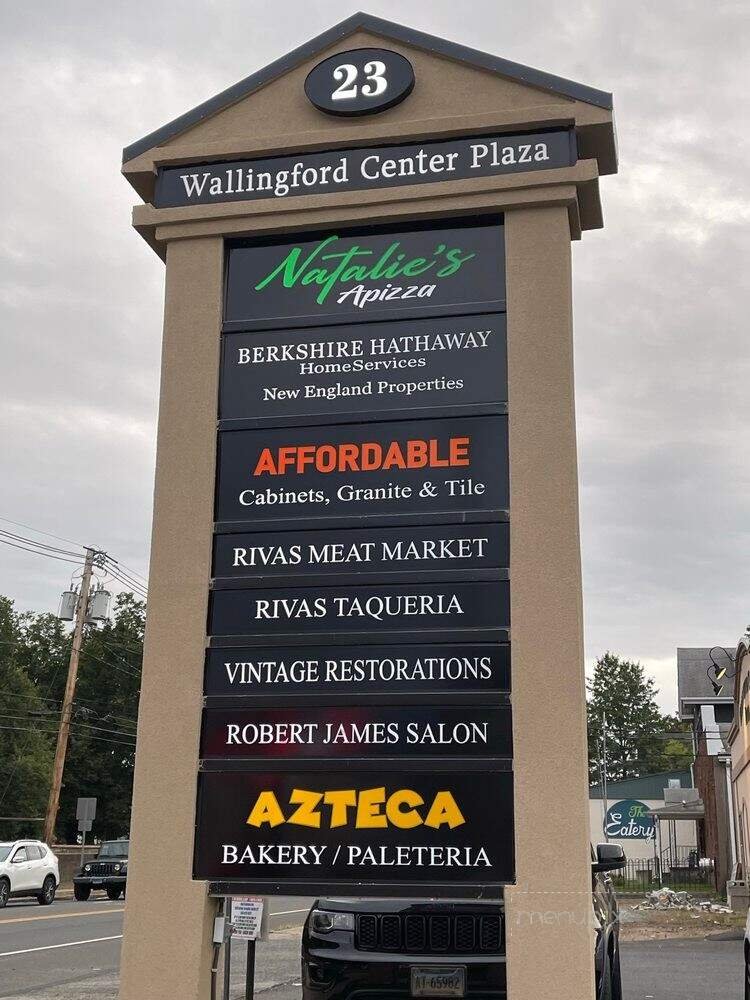 23
Wallingford Center Plaza
Natalie's
Apizza
BERKSHIRE HATHAWAY
HomeServices
New England Properties
AFFORDABLE
Cabinets, Granite & Tile
RIVAS MEAT MARKET
RIVAS TAQUERIA
VINTAGE RESTORATIONS
ROBERT JAMES SALON
AZTECA
BAKERY / PALETERIA
The
Eatery